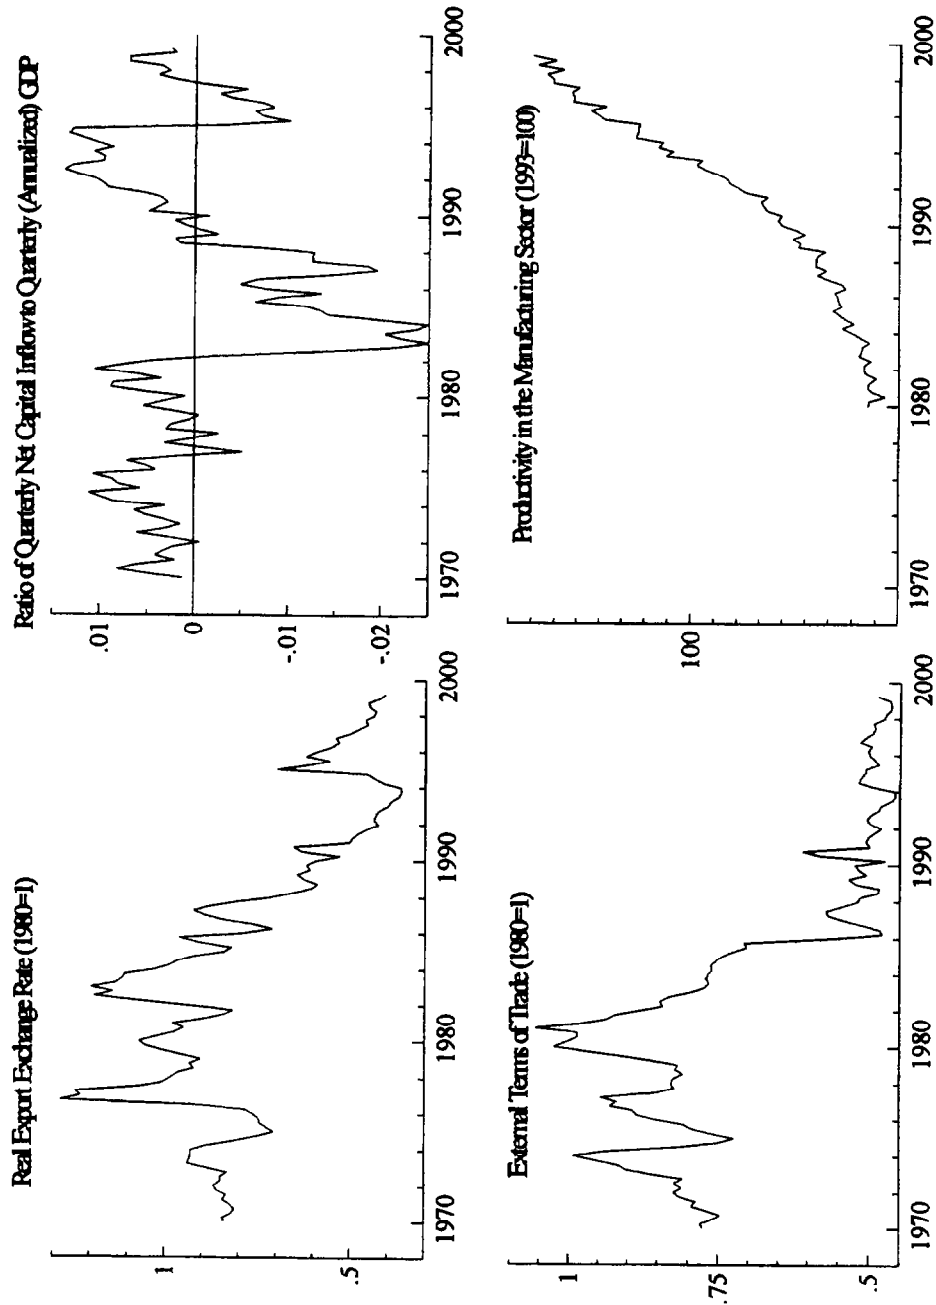 Real Export Exchange Rate (1980=1)
1
.5
1970 1980 1990 2000
Ratio of Quarterly Net Capital Inflow to Quarterly (Annualized) GDP
.01
0
-.01
-.02
1970 1980 1990 2000
External Terms of Trade (1980=1)
1
.75
.5
1970 1980 1990 2000
Productivity in the Manufacturing Sector (1993=100)
100
1970 1980 1990 2000